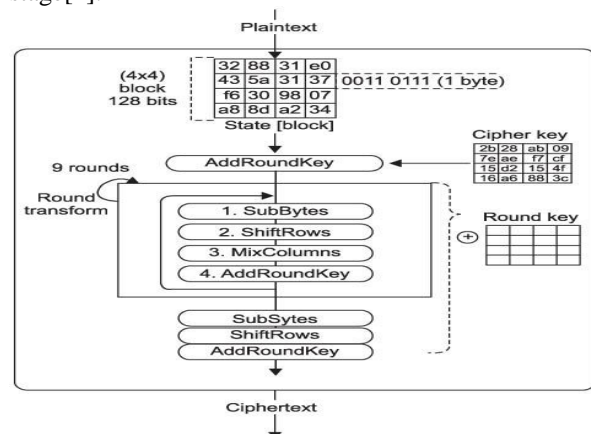 stage[4].
Plaintext
(4x4)
block
128 bits
32 88 31 e0
43 5a 31 37
f6 30 98 07
a8 8d a2 34
0011 0111 (1 byte)
State [block]
Cipher key
2b 28 ab 09
7e ae f7 cf
15 d2 15 4f
16 a6 88 3c
AddRoundKey
9 rounds
Round
transform
1. SubBytes
2. ShiftRows
3. MixColumns
4. AddRoundKey
Round key
SubSytes
ShiftRows
AddRoundKey
Ciphertext